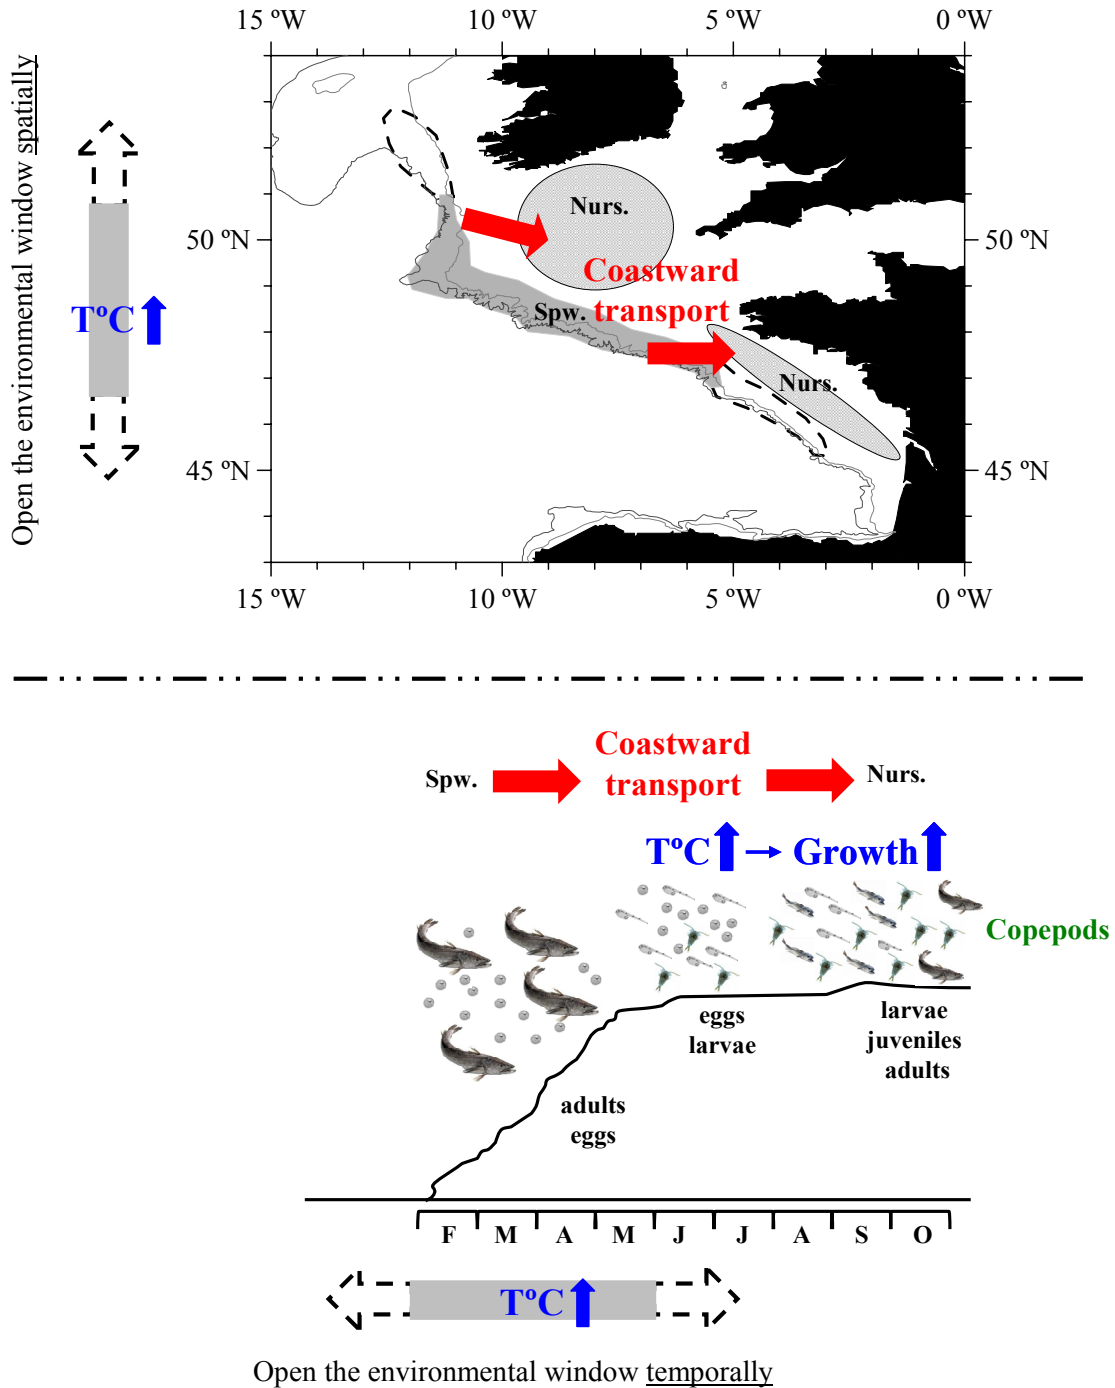 15 ºW
10 ºW
5 ºW
0 ºW
Open the environmental window spatially
TºC
50 ºN
45 ºN
Nurs.
Coastward
transport
Spw.
Nurs.
50 ºN
45 ºN
15 ºW
10 ºW
5 ºW
0 ºW
Spw.
Coastward
transport
Nurs.
TºC
Growth
Copepods
eggs
larvae
larvae
juveniles
adults
adults
eggs
F M A M J J A S O
TºC
Open the environmental window temporally